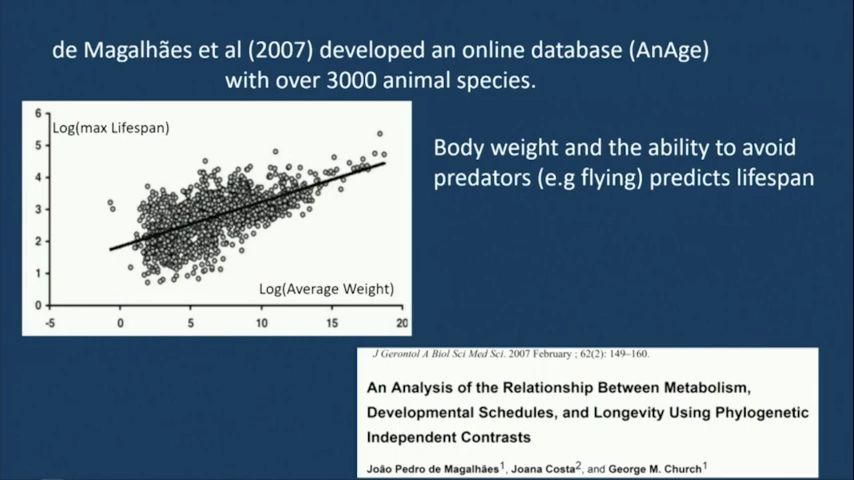 de Magalhães et al (2007) developed an online database (AnAge)
with over 3000 animal species.
6
Log(max Lifespan)
5
4
3
2
1
0
Log(Average Weight)
-5
0
5
10
15
20
Body weight and the ability to avoid
predators (e.g flying) predicts lifespan
J Gerontol A Biol Sci Med Sci. 2007 February ; 62(2): 149–160.
An Analysis of the Relationship Between Metabolism,
Developmental Schedules, and Longevity Using Phylogenetic
Independent Contrasts
João Pedro de Magalhães1, Joana Costa2, and George M. Church1